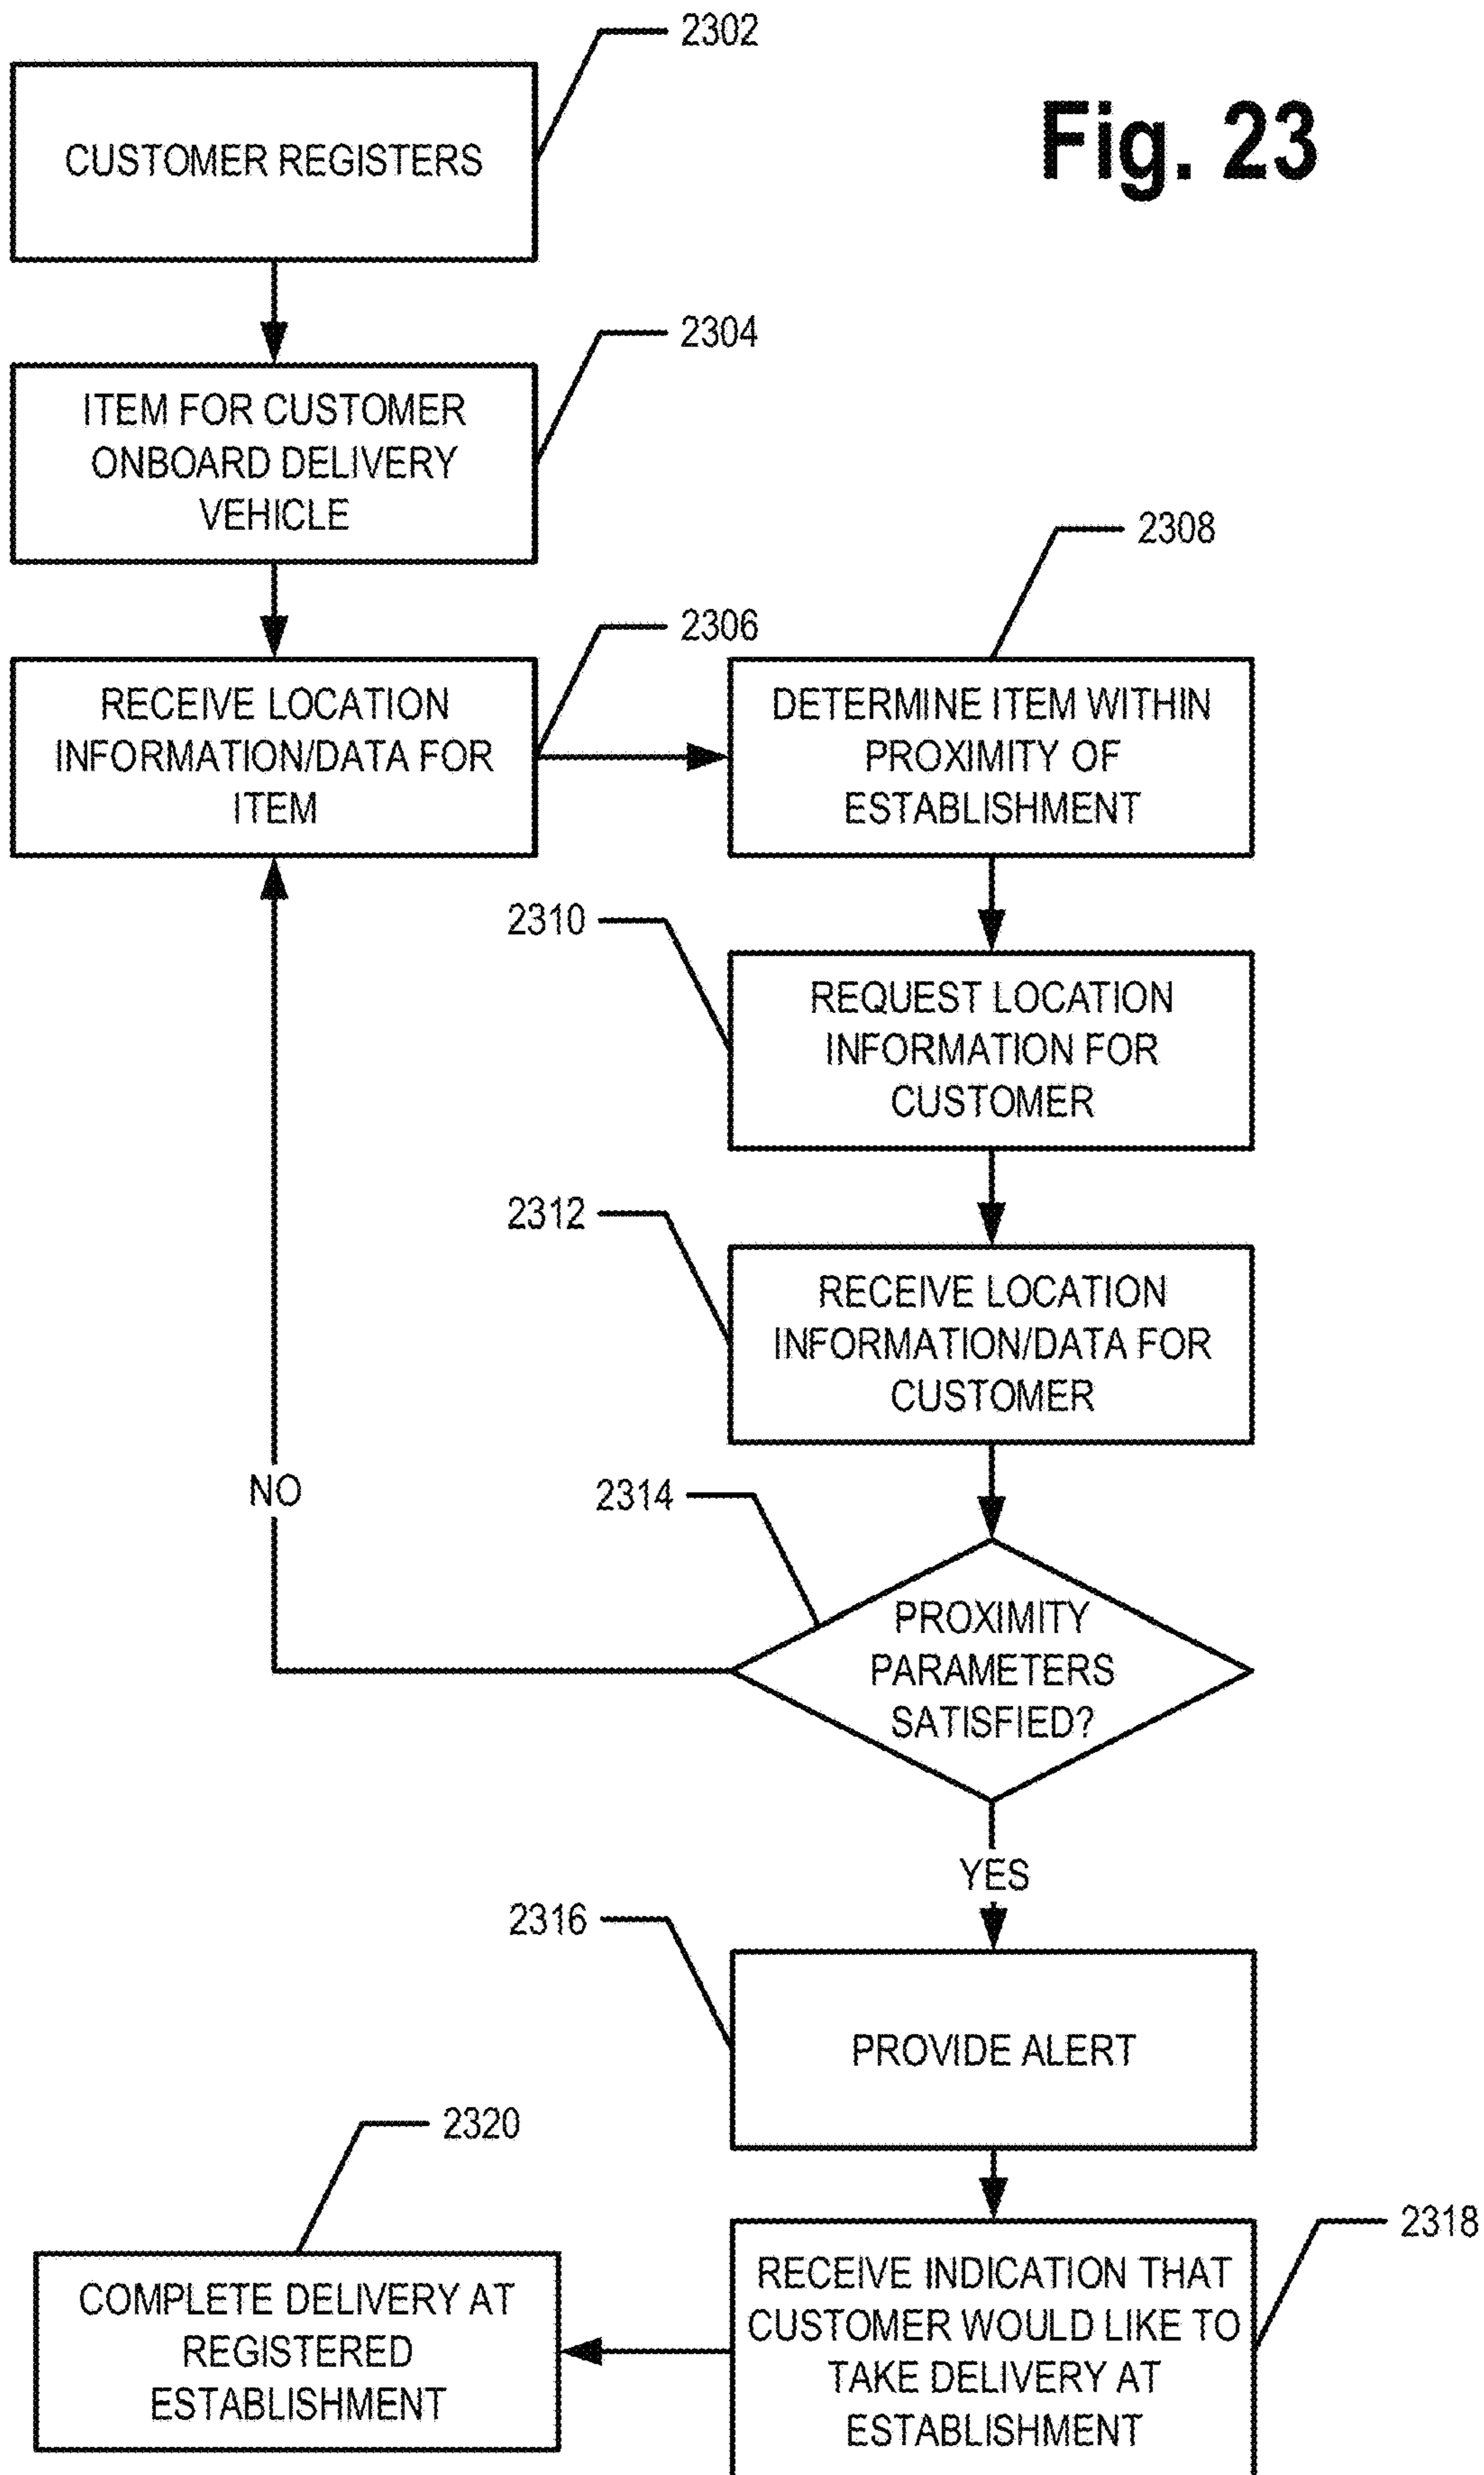 2302
Fig. 23
CUSTOMER REGISTERS
2304
ITEM FOR CUSTOMER
ONBOARD DELIVERY
VEHICLE
2306
RECEIVE LOCATION
INFORMATION/DATA FOR
ITEM
2308
DETERMINE ITEM WITHIN
PROXIMITY OF
ESTABLISHMENT
2310
REQUEST LOCATION
INFORMATION FOR
CUSTOMER
2312
RECEIVE LOCATION
INFORMATION/DATA FOR
CUSTOMER
NO
2314
PROXIMITY
PARAMETERS
SATISFIED?
YES
2316
PROVIDE ALERT
2318
RECEIVE INDICATION THAT
CUSTOMER WOULD LIKE TO
TAKE DELIVERY AT
ESTABLISHMENT
2320
COMPLETE DELIVERY AT
REGISTERED
ESTABLISHMENT